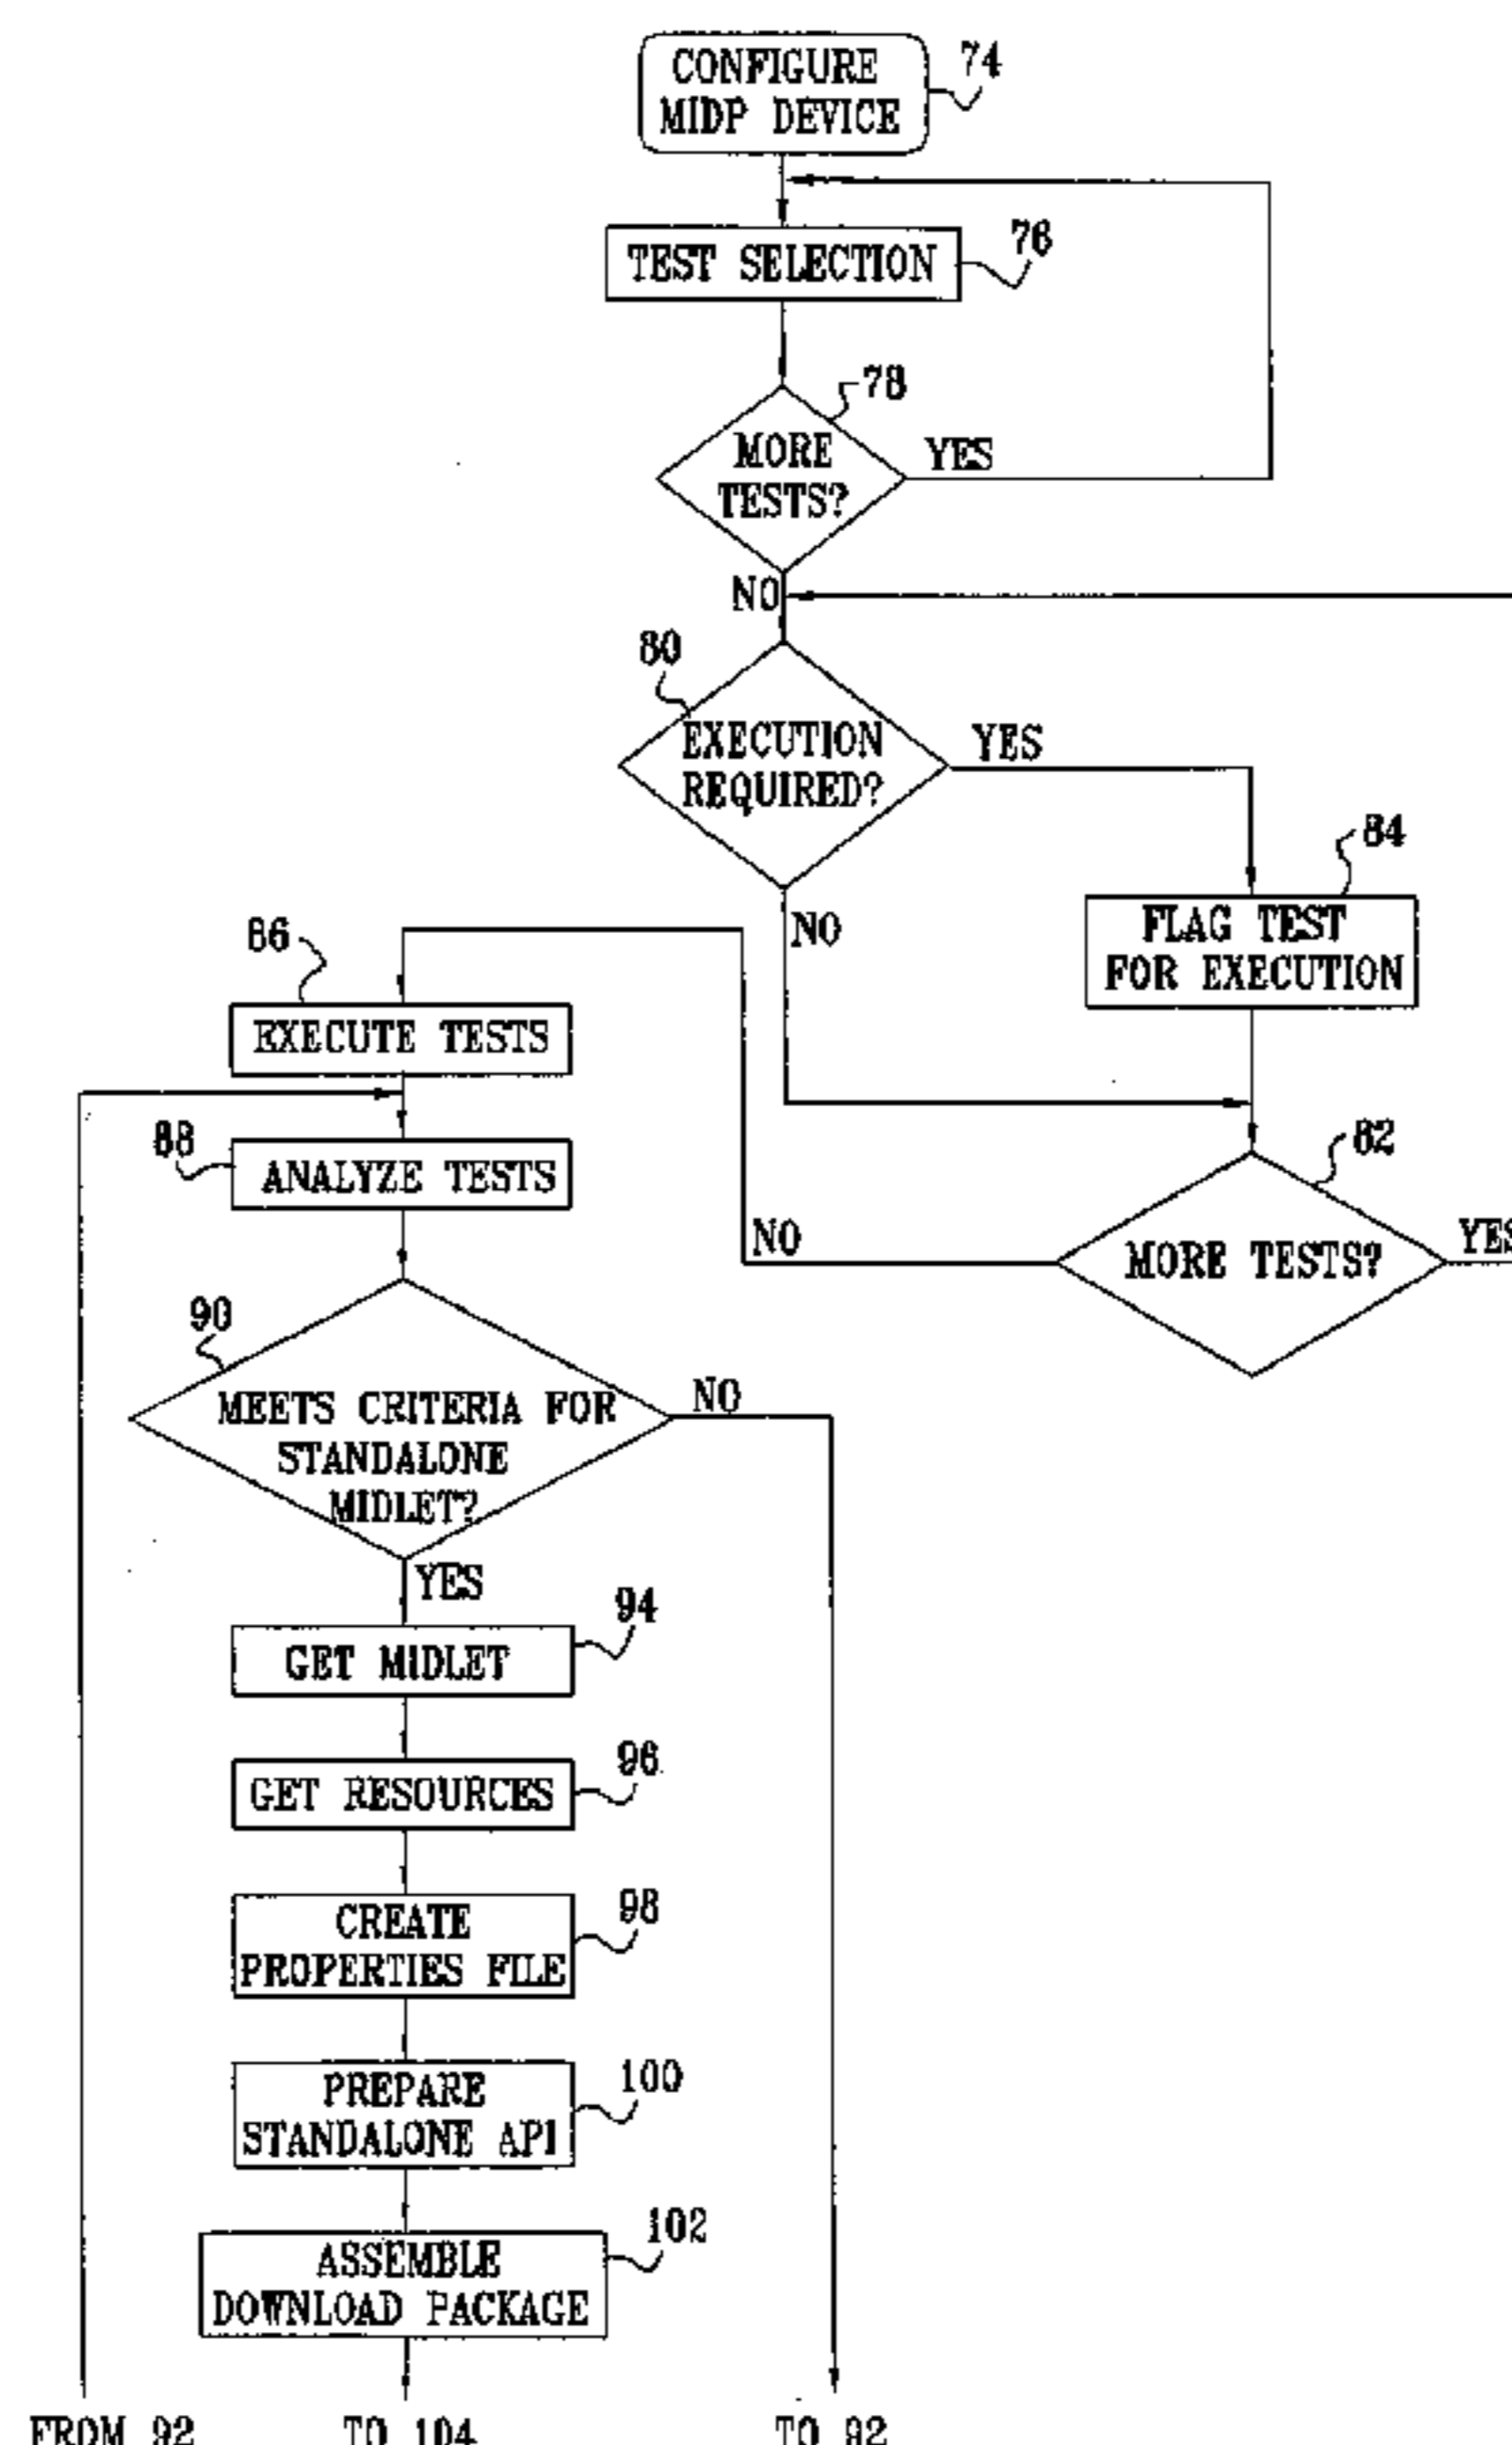 CONFIGURE
MIDP DEVICE
74
TEST SELECTION
76
78
MORE
TESTS?
YES
NO
80
EXECUTION
REQUIRED?
YES
84
FLAG TEST
FOR EXECUTION
NO
86
EXECUTE TESTS
88
ANALYZE TESTS
82
MORE TESTS?
NO
YES
90
MEETS CRITERIA FOR
STANDALONE
MIDLET?
NO
YES
94
GET MIDLET
96
GET RESOURCES
98
CREATE
PROPERTIES FILE
100
PREPARE
STANDALONE API
102
ASSEMBLE
DOWNLOAD PACKAGE
FROM 92
TO 104
TO 92